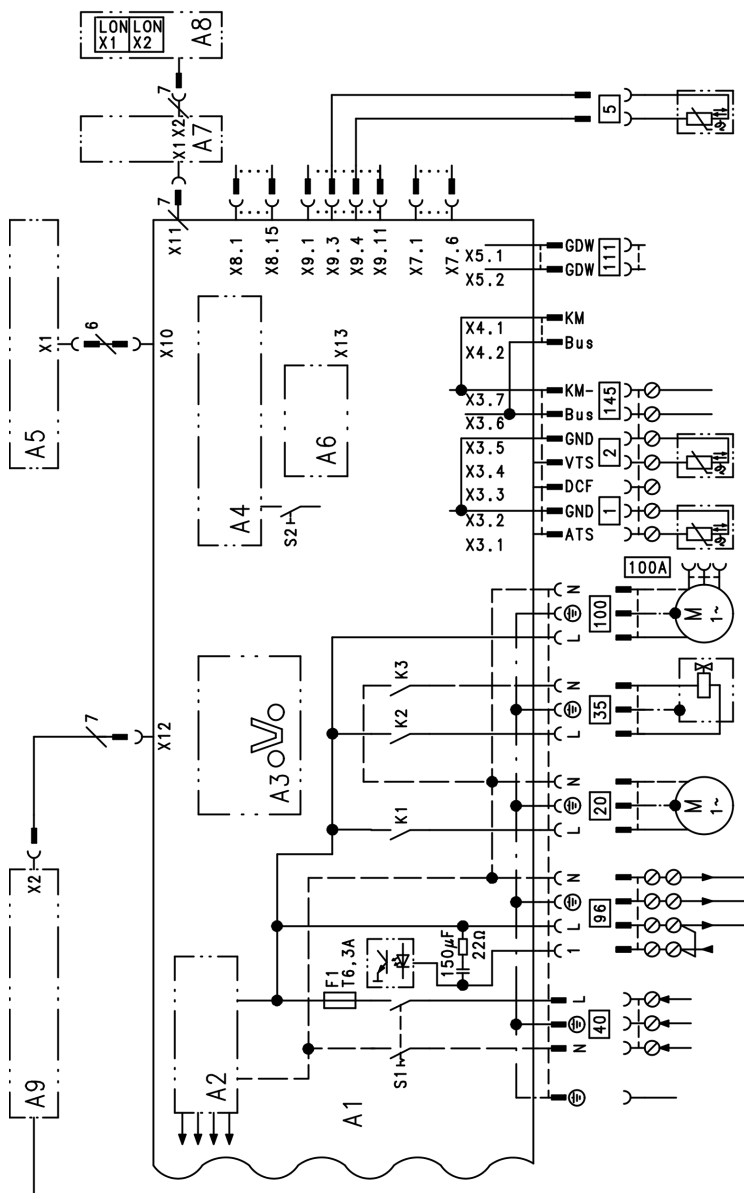 LON LON
X1 X2
A8
7
X1 X2
A7
7
X11
5
ϑ
X8.1
X8.15
X9.1
X9.3
X9.4
X9.11
X7.1
X7.6
X5.1
X5.2
GDW
GDW
111
A5
X1
6
X10
A4
S2
A6
X13
X4.1
X4.2
KM
Bus
X3.7
X3.6
X3.5
X3.4
X3.3
X3.2
X3.1
KM-
Bus
GND
VTS
DCF
GND
ATS
145
2
1
ϑ
ϑ
100A
N
L
100
M
1~
X12
7
A3
K3
K2
N
L
35
K1
N
L
20
M
1~
X2
A9
A2
N
L
1
96
150µF
22Ω
F1
T6,3A
S1
L
N
40
A1